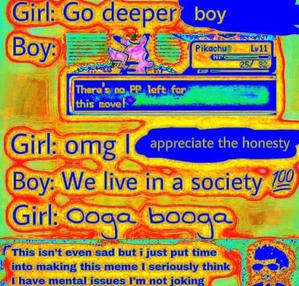 Girl: Go deeper boy
Boy:
Pikachu Lv11
HP
25/
There's no PP left for
this move!
Girl: omg I appreciate the honesty
Boy: We live in a society 💯
Girl: Ooga booga
This isn't even sad but i just put time
into making this meme I seriously think
I have mental issues I'm not joking